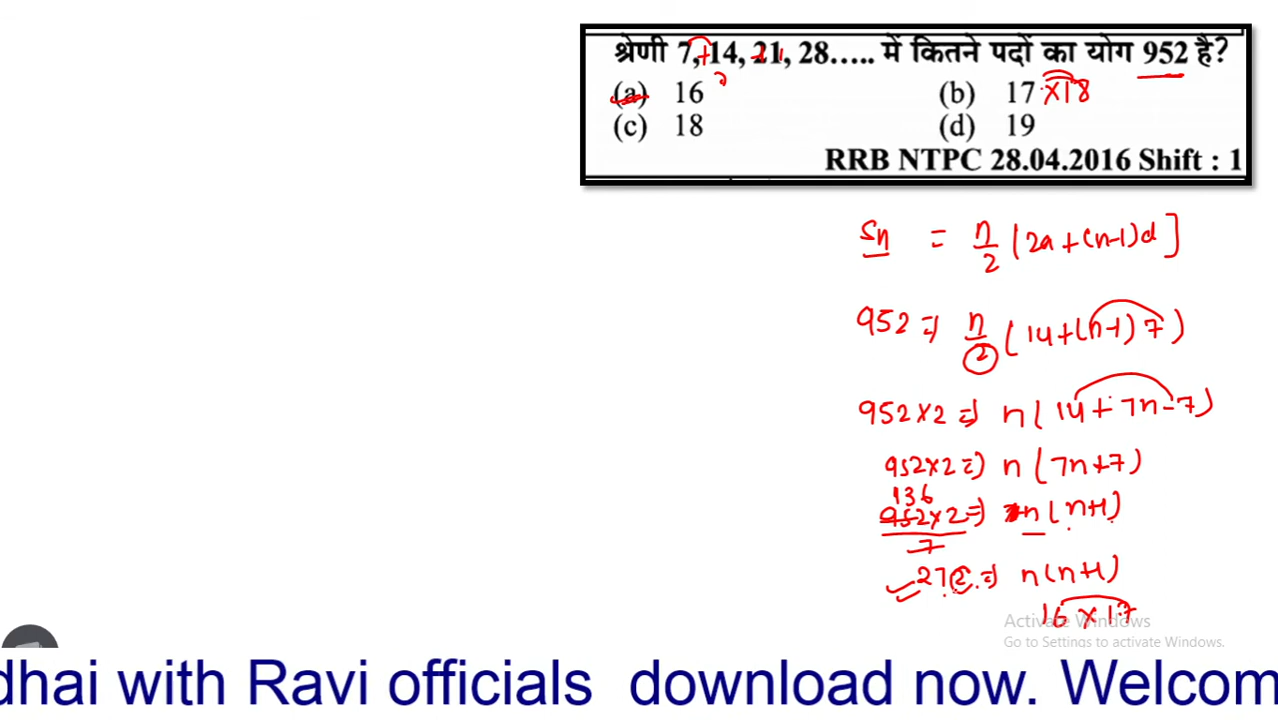 श्रेणी 7, 14, 21, 28..... में कितने पदों का योग 952 है?
(a) 16 (b) 17 ×18
(c) 18 (d) 19
RRB NTPC 28.04.2016 Shift : 1
Sn = n/2 [2a+(n-1)d]
952 ⇒ n/2 (14+(n-1)7)
952×2 ⇒ n(14+7n-7)
952×2 ⇒ n(7n+7)
136
952×2/7 ⇒ n(n+1)
272 ⇒ n(n+1)
16×17
Activate Windows
Go to Settings to activate Windows.
dhai with Ravi officials download now. Welcom